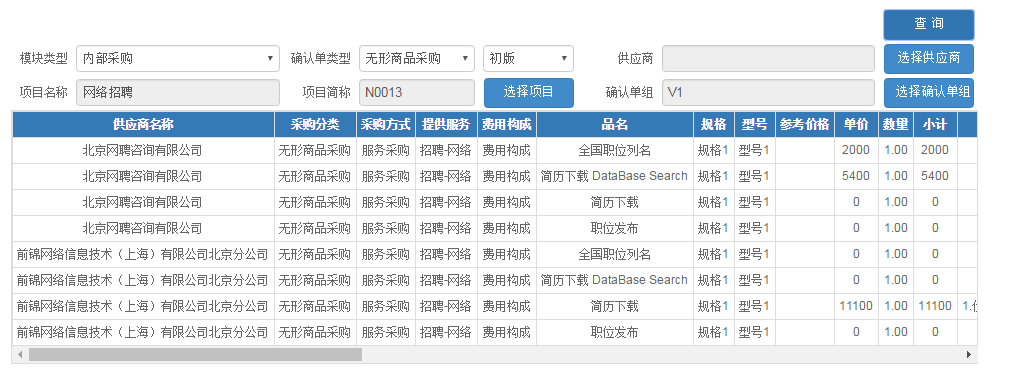 查 询
模块类型 内部采购 确认单类型 无形商品采购 初版 供应商 选择供应商
项目名称 网络招聘 项目简称 N0013 选择项目 确认单组 V1 选择确认单组
供应商名称 采购分类 采购方式 提供服务 费用构成 品名 规格 型号 参考价格 单价 数量 小计
北京网聘咨询有限公司 无形商品采购 服务采购 招聘-网络 费用构成 全国职位列名 规格1 型号1 2000 1.00 2000
北京网聘咨询有限公司 无形商品采购 服务采购 招聘-网络 费用构成 简历下载 DataBase Search 规格1 型号1 5400 1.00 5400
北京网聘咨询有限公司 无形商品采购 服务采购 招聘-网络 费用构成 简历下载 规格1 型号1 0 1.00 0
北京网聘咨询有限公司 无形商品采购 服务采购 招聘-网络 费用构成 职位发布 规格1 型号1 0 1.00 0
前锦网络信息技术（上海）有限公司北京分公司 无形商品采购 服务采购 招聘-网络 费用构成 全国职位列名 规格1 型号1 0 1.00 0
前锦网络信息技术（上海）有限公司北京分公司 无形商品采购 服务采购 招聘-网络 费用构成 简历下载 DataBase Search 规格1 型号1 0 1.00 0
前锦网络信息技术（上海）有限公司北京分公司 无形商品采购 服务采购 招聘-网络 费用构成 简历下载 规格1 型号1 11100 1.00 11100 1.
前锦网络信息技术（上海）有限公司北京分公司 无形商品采购 服务采购 招聘-网络 费用构成 职位发布 规格1 型号1 0 1.00 0